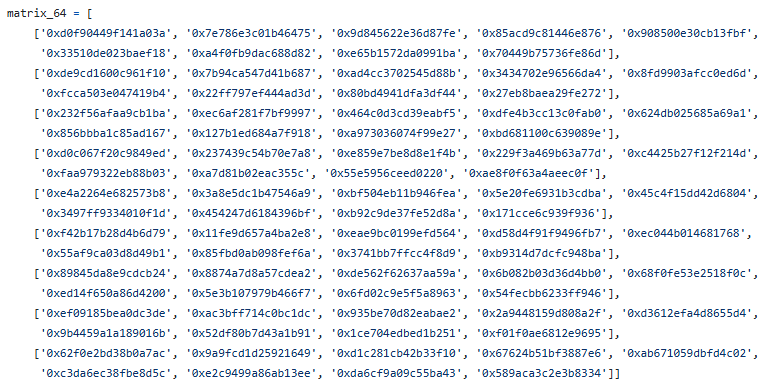 matrix_64 = [
['0xd0f90449f141a03a', '0x7e786e3c01b46475', '0x9d845622e36d87fe', '0x85acd9c81446e876', '0x908500e30cb13fbf',
'0x33510de023baef18', '0xa4f0fb9dac688d82', '0xe65b1572da0991ba', '0x70449b75736fe86d'],
['0xde9cd1600c961f10', '0x7b94ca547d41b687', '0xad4cc3702545d88b', '0x3434702e96566da4', '0x8fd9903afcc0ed6d',
'0xfcca503e047419b4', '0x22ff797ef444ad3d', '0x80bd4941dfa3df44', '0x27eb8baea29fe272'],
['0x232f56afaa9cb1ba', '0xec6af281f7bf9997', '0x464c0d3cd39eabf5', '0xdfe4b3cc13c0fab0', '0x624db025685a69a1',
'0x856bbba1c85ad167', '0x127b1ed684a7f918', '0xa973036074f99e27', '0xbd681100c639089e'],
['0xd0c067f20c9849ed', '0x237439c54b70e7a8', '0xe859e7be8d8e1f4b', '0x229f3a469b63a77d', '0xc4425b27f12f214d',
'0xfaa979322eb88b03', '0xa7d81b02eac355c', '0x55e5956ceed0220', '0xae8f0f63a4aeec0f'],
['0xe4a2264e682573b8', '0x3a8e5dc1b47546a9', '0xbf504eb11b946fea', '0x5e20fe6931b3cdba', '0x45c4f15dd42d6804',
'0x3497ff9334010f1d', '0x454247d6184396bf', '0xb92c9de37fe52d8a', '0x171cce6c939f936'],
['0xf42b17b28d4b6d79', '0x11fe9d657a4ba2e8', '0xeae9bc0199efd564', '0xd58d4f91f9496fb7', '0xec044b014681768',
'0x55af9ca03d8d49b1', '0x85fbd0ab098fef6a', '0x3741bb7ffcc4f8d9', '0xb9314d7dcfc948ba'],
['0x89845da8e9cdcb24', '0x8874a7d8a57cdea2', '0xde562f62637aa59a', '0x6b082b03d36d4bb0', '0x68f0fe53e2518f0c',
'0xed14f650a86d4200', '0x5e3b107979b466f7', '0x6fd02c9e5f5a8963', '0x54fecbb6233ff946'],
['0xef09185bea0dc3de', '0xac3bff714c0bc1dc', '0x935be70d82eabae2', '0x2a9448159d808a2f', '0xd3612efa4d8655d4',
'0x9b4459a1a189016b', '0x52df80b7d43a1b91', '0x1ce704edbed1b251', '0xf01f0ae6812e9695'],
['0x62f0e2bd38b0a7ac', '0x9a9fcd1d25921649', '0xd1c281cb42b33f10', '0x67624b51bf3887e6', '0xab671059dbfd4c02',
'0xc3da6ec38fbe8d5c', '0xe2c9499a86ab13ee', '0xda6cf9a09c55ba43', '0x589aca3c2e3b8334']]